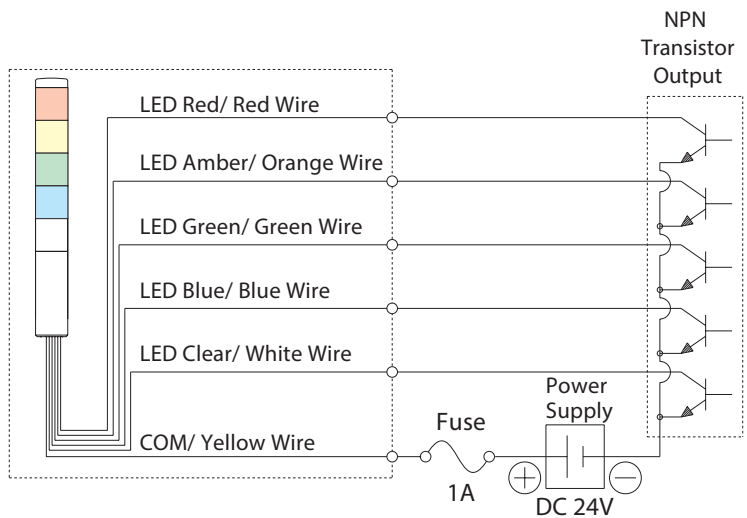 NPN
Transistor
Output
LED Red/ Red Wire
LED Amber/ Orange Wire
LED Green/ Green Wire
LED Blue/ Blue Wire
LED Clear/ White Wire
Power
Supply
Fuse
COM/ Yellow Wire
+
−
1A
DC 24V